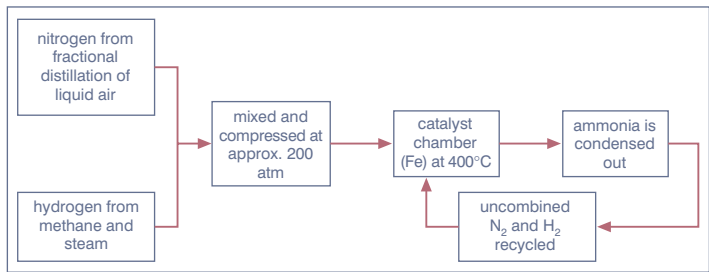 nitrogen from
fractional
distillation of
liquid air
hydrogen from
methane and
steam
mixed and
compressed at
approx. 200
atm
catalyst
chamber
(Fe) at 400°C
ammonia is
condensed
out
uncombined
N₂ and H₂
recycled